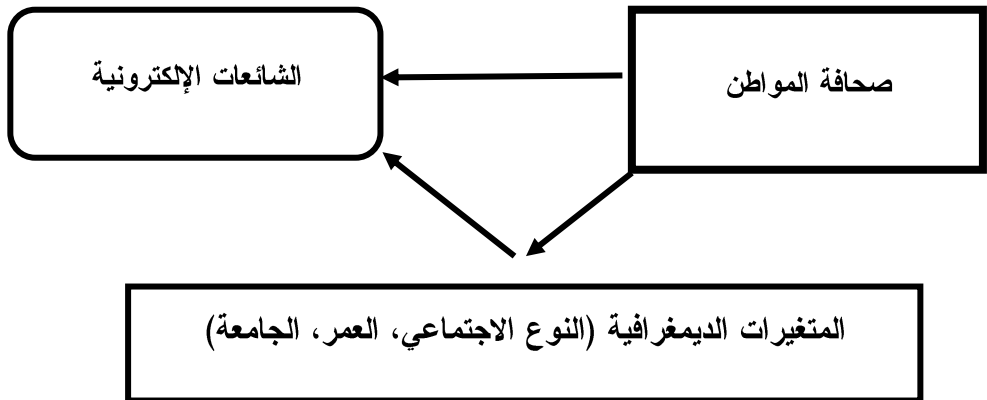 صحافة المواطن
الشائعات الإلكترونية
المتغيرات الديمغرافية (النوع الاجتماعي، العمر، الجامعة)